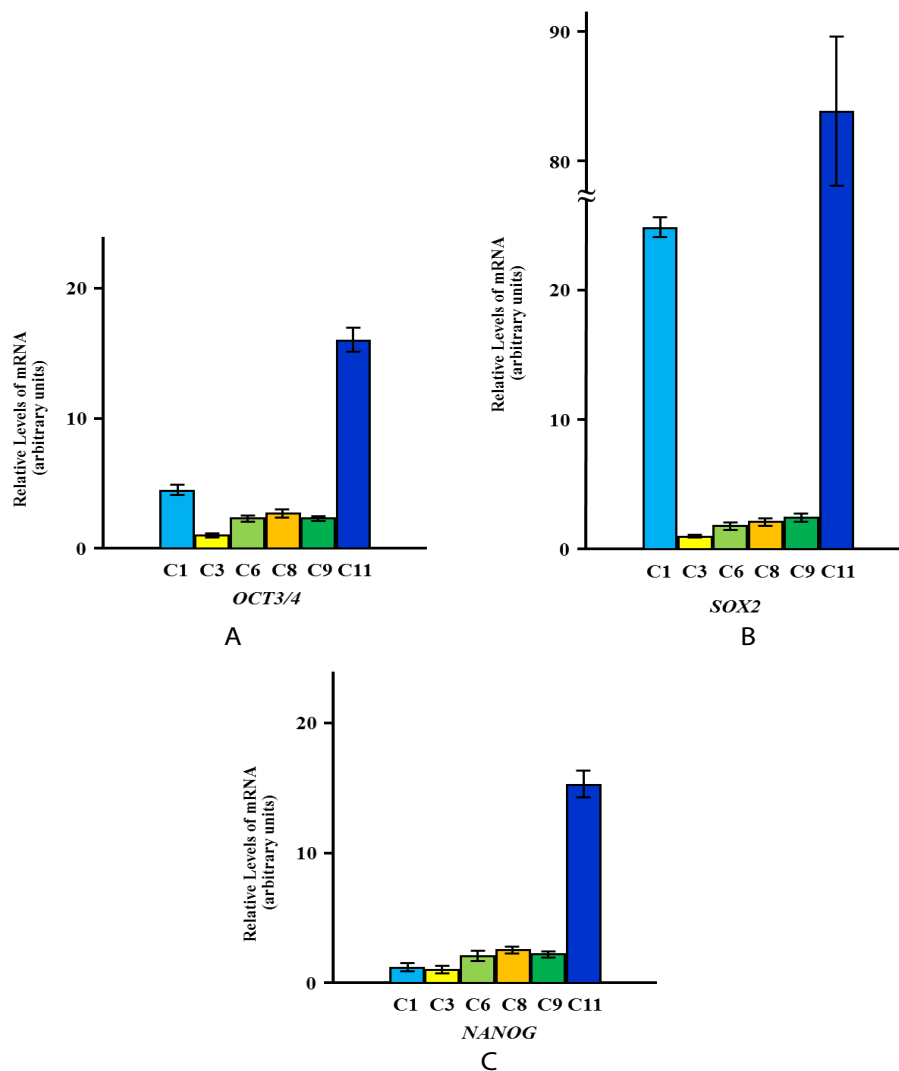 Relative Levels of mRNA
(arbitrary units)
20
10
0
C1 C3 C6 C8 C9 C11
OCT3/4
A
Relative Levels of mRNA
(arbitrary units)
90
80
20
10
0
C1 C3 C6 C8 C9 C11
SOX2
B
Relative Levels of mRNA
(arbitrary units)
20
10
0
C1 C3 C6 C8 C9 C11
NANOG
C